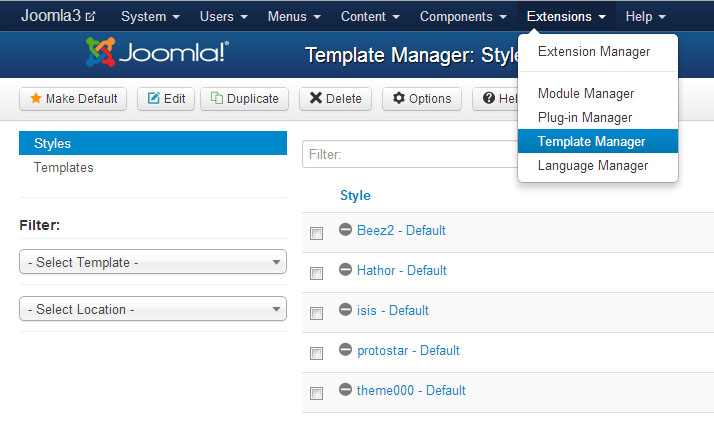 Joomla3 System Users Menus Content Components Extensions Help
Joomla!® Template Manager: Style
Extension Manager
Make Default Edit Duplicate Delete Options Hel
Module Manager
Plug-in Manager
Template Manager
Language Manager
Styles
Templates
Filter:
- Select Template -
- Select Location -
Filter:
Style
Beez2 - Default
Hathor - Default
isis - Default
protostar - Default
theme000 - Default